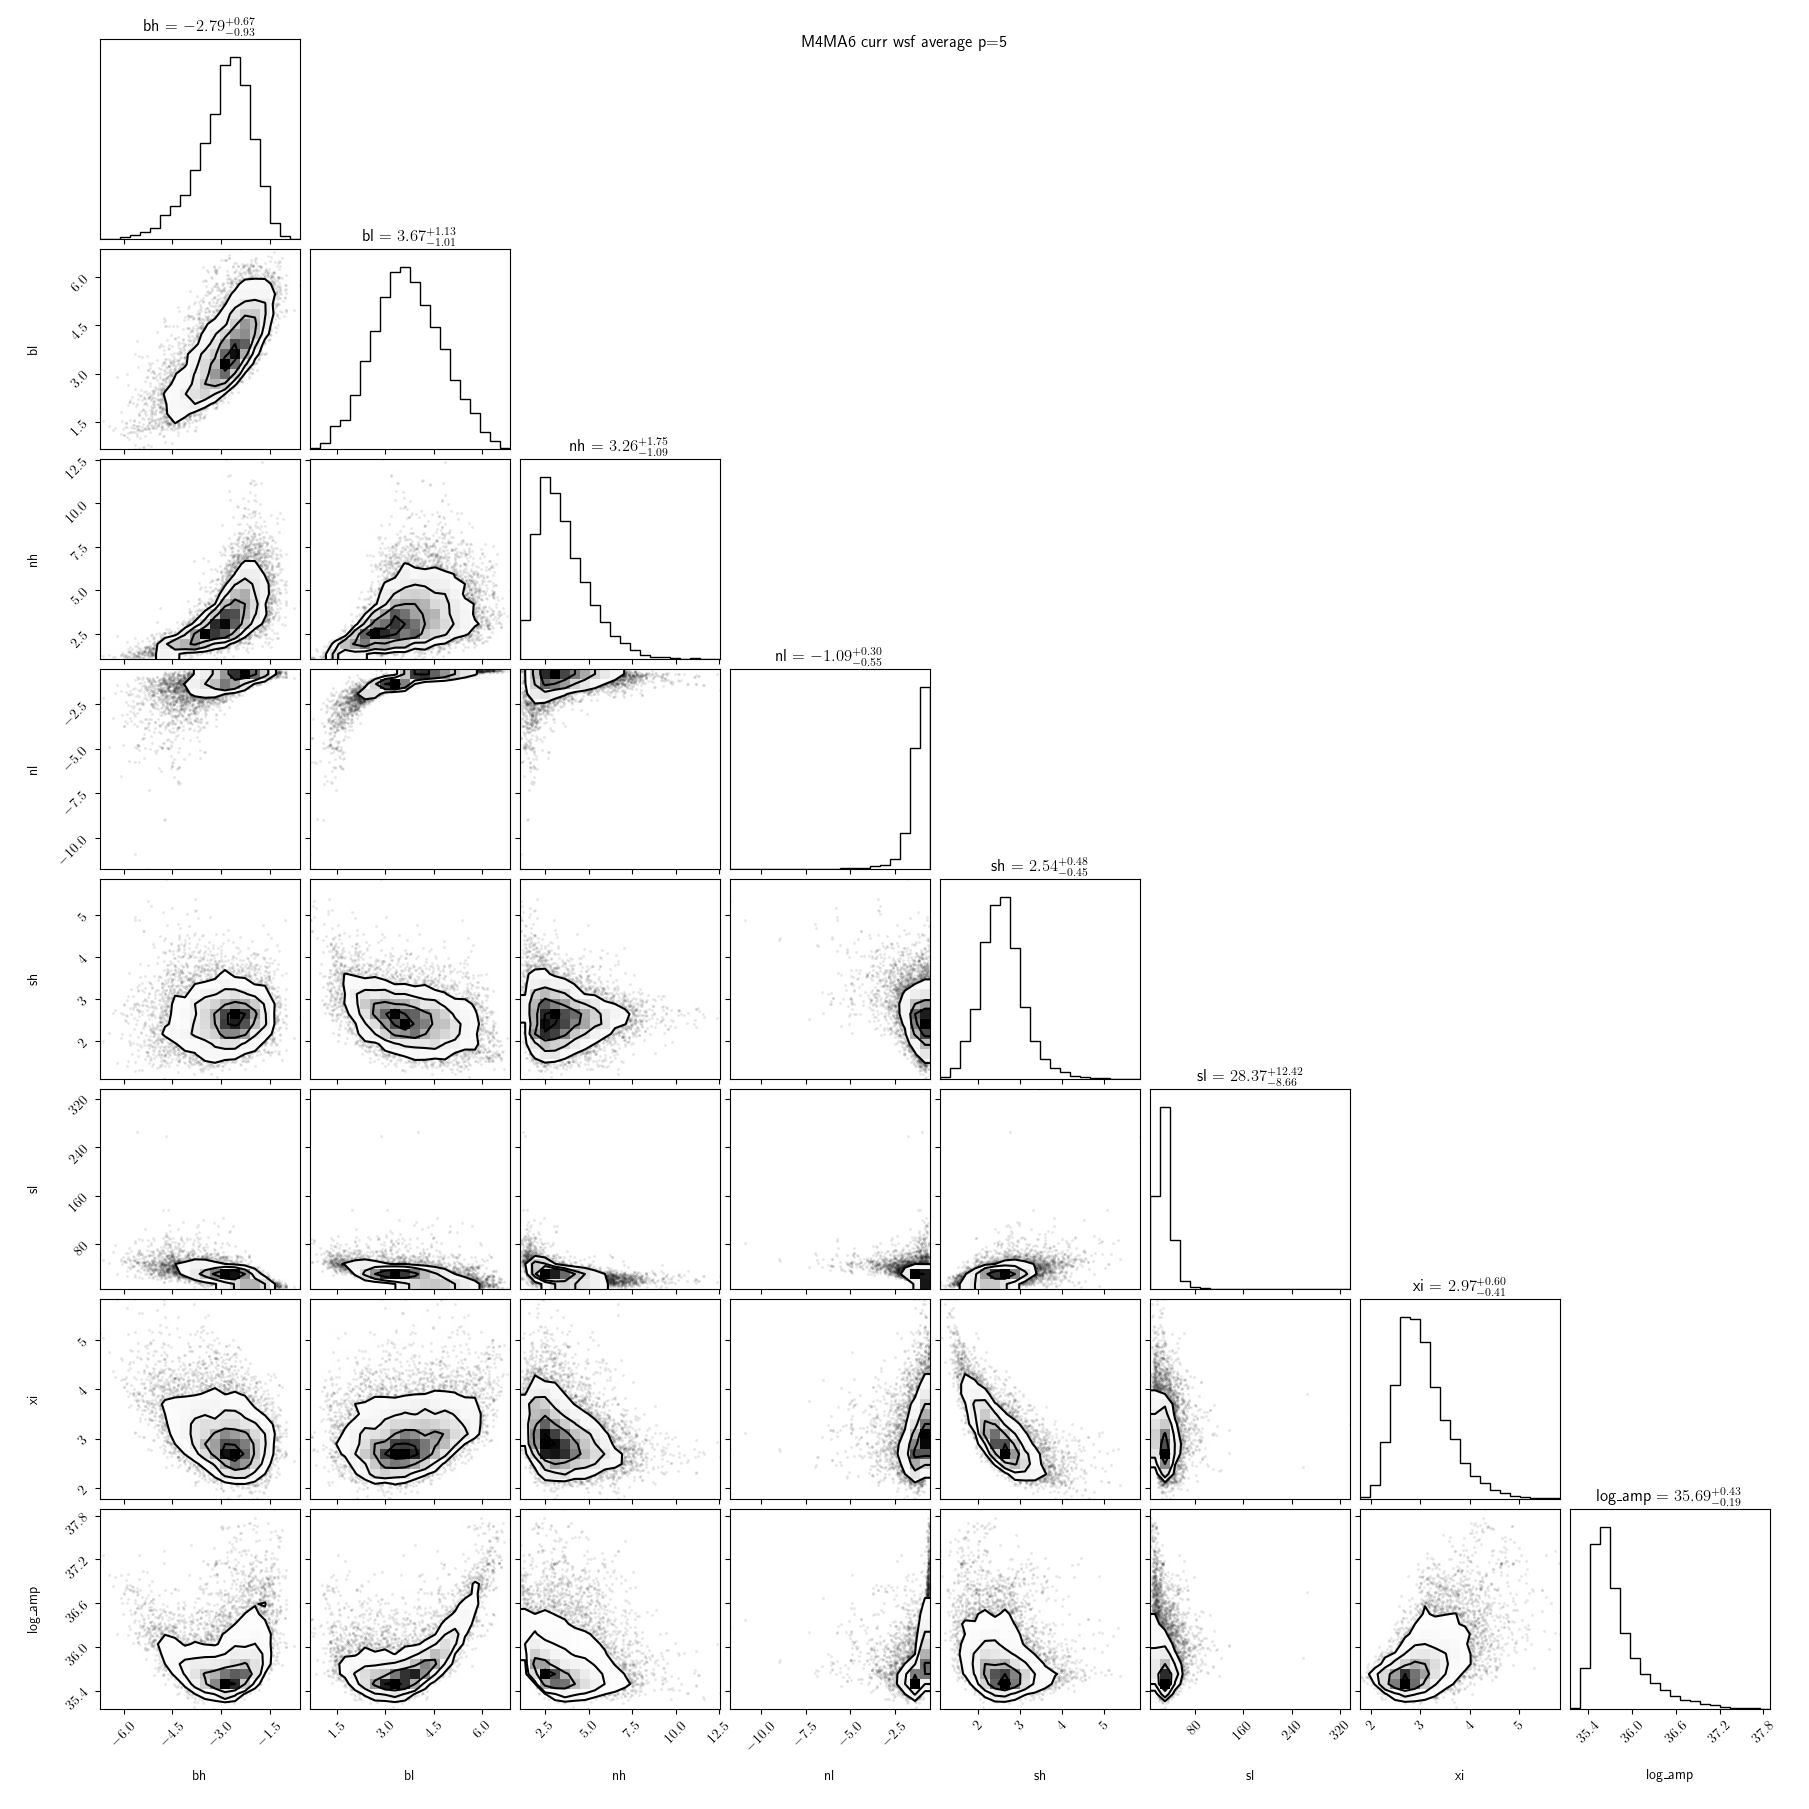 M4MA6 curr wsf average p=5
bh = −2.79+0.67−0.93
bl = 3.67+1.13−1.01
nh = 3.26+1.75−1.09
nl = −1.09+0.30−0.55
sh = 2.54+0.48−0.45
sl = 28.37+12.42−8.66
xi = 2.97+0.60−0.41
log_amp = 35.69+0.43−0.19
bl
6.0
4.5
3.0
1.5
nh
12.5
10.0
7.5
5.0
2.5
nl
−2.5
−5.0
−7.5
−10.0
sh
5
4
3
2
sl
320
240
160
80
xi
5
4
3
2
log_amp
37.8
37.2
36.6
36.0
35.4
−6.0 −4.5 −3.0 −1.5
1.5 3.0 4.5 6.0
2.5 5.0 7.5 10.0 12.5
−10.0 −7.5 −5.0 −2.5
2 3 4 5
80 160 240 320
2 3 4 5
35.4 36.0 36.6 37.2 37.8
bh bl nh nl sh sl xi log_amp